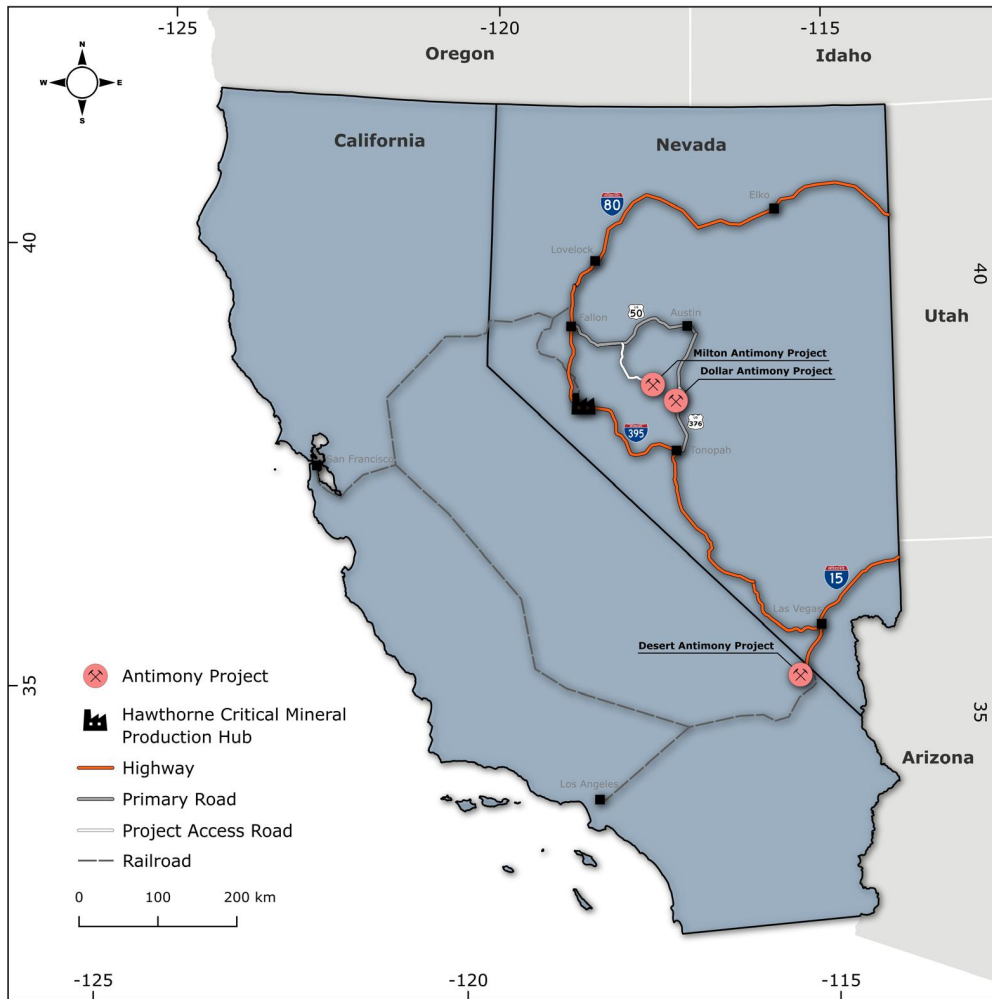 -125
-120
-115
Oregon
Idaho
N
W
E
S
California
Nevada
80
Elko
40
Lovelock
40
50
Fallon
Austin
Utah
Milton Antimony Project
Dollar Antimony Project
376
395
Tonopah
San Francisco
15
Las Vegas
Desert Antimony Project
Antimony Project
35
Hawthorne Critical Mineral
Production Hub
35
Arizona
Highway
Los Angeles
Primary Road
Project Access Road
Railroad
0
100
200 km
-125
-120
-115